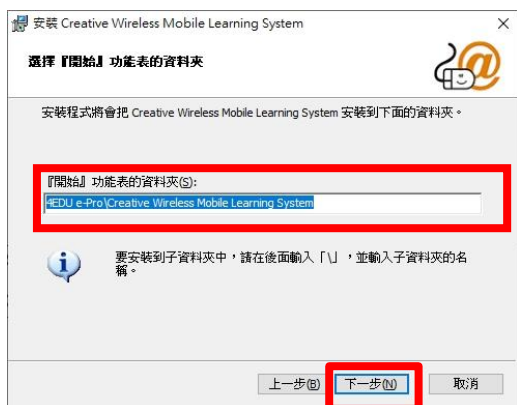 安裝 Creative Wireless Mobile Learning System
選擇『開始』功能表的資料夾
安裝程式將會把 Creative Wireless Mobile Learning System 安裝到下面的資料夾。
『開始』功能表的資料夾(S):
4EDU e-Pro\Creative Wireless Mobile Learning System
要安裝到子資料夾中，請在後面輸入「\」，並輸入子資料夾的名
稱。
上一步(B) 下一步(N) 取消